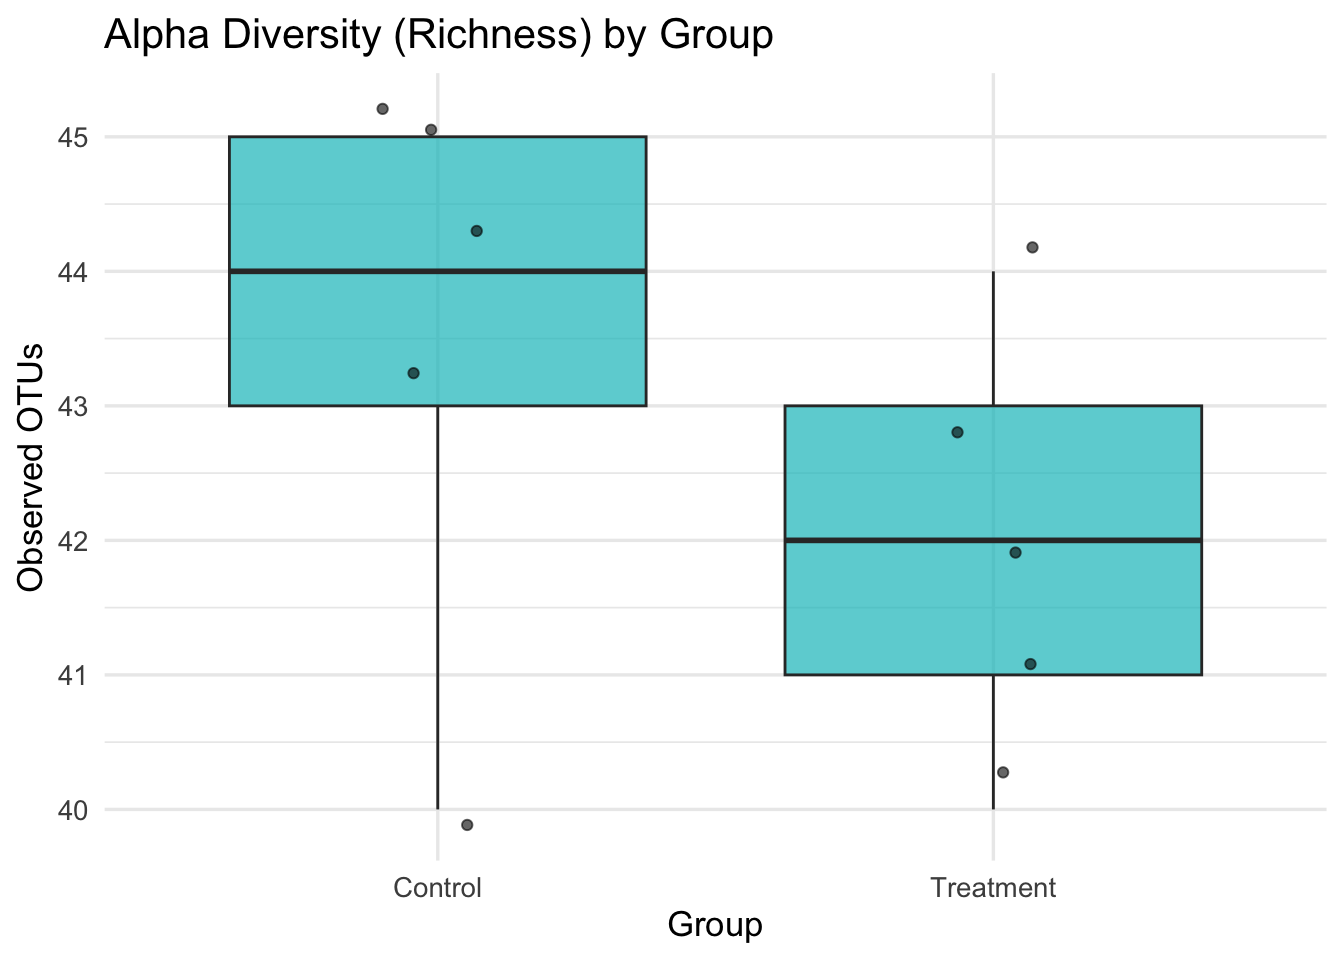 Alpha Diversity (Richness) by Group
Observed OTUs
45
44
43
42
41
40
Control
Treatment
Group